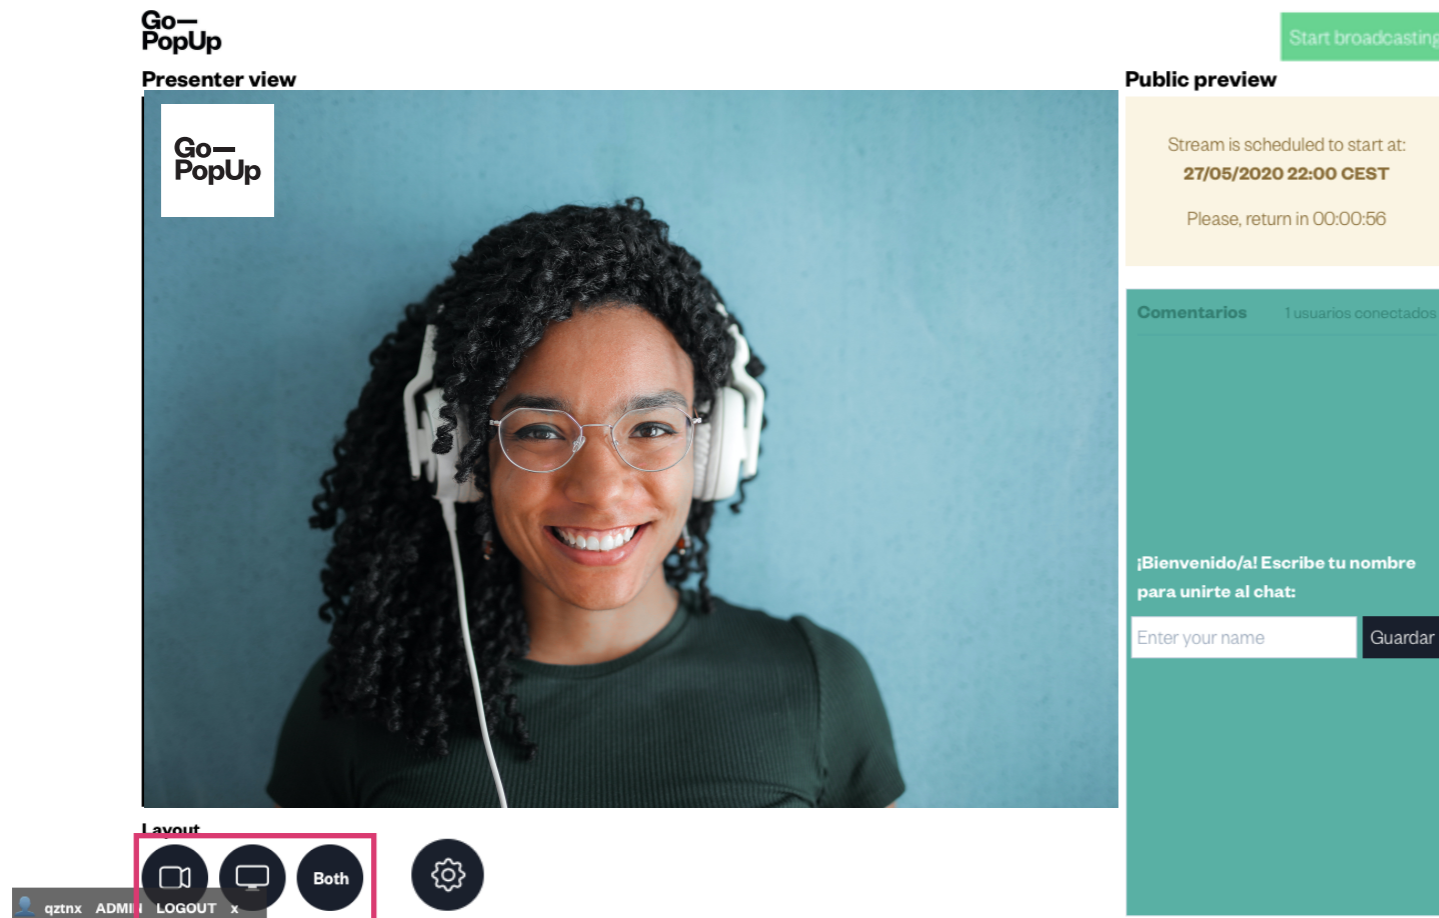 Go—
PopUp
Start broadcasting
Presenter view
Public preview
Go—
PopUp
Stream is scheduled to start at:
27/05/2020 22:00 CEST
Please, return in 00:00:56
Comentarios 1 usuarios conectados
¡Bienvenido/a! Escribe tu nombre
para unirte al chat:
Enter your name Guardar
Layout
Both
qztnx ADMIN LOGOUT x